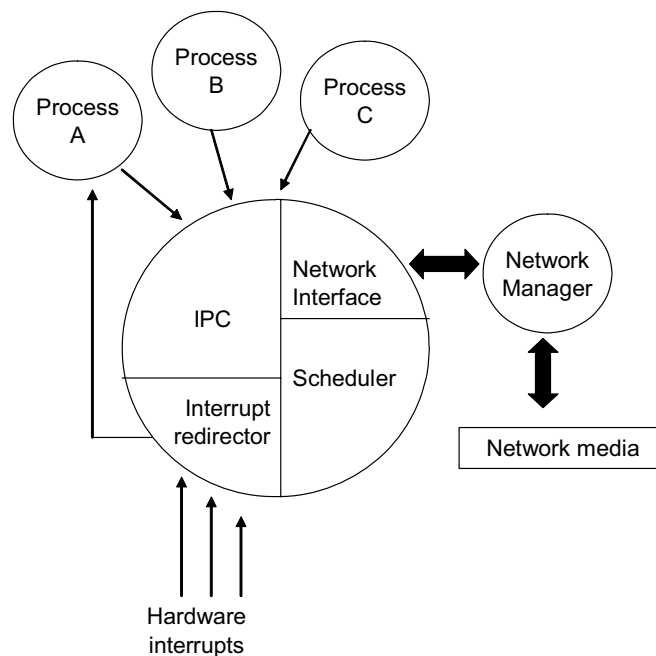 Process
A
Process
B
Process
C
Network
Interface
IPC
Network
Manager
Scheduler
Interrupt
redirector
Network media
Hardware
interrupts